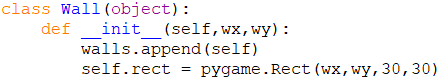 class Wall(object):
    def __init__(self,wx,wy):
        walls.append(self)
        self.rect = pygame.Rect(wx,wy,30,30)